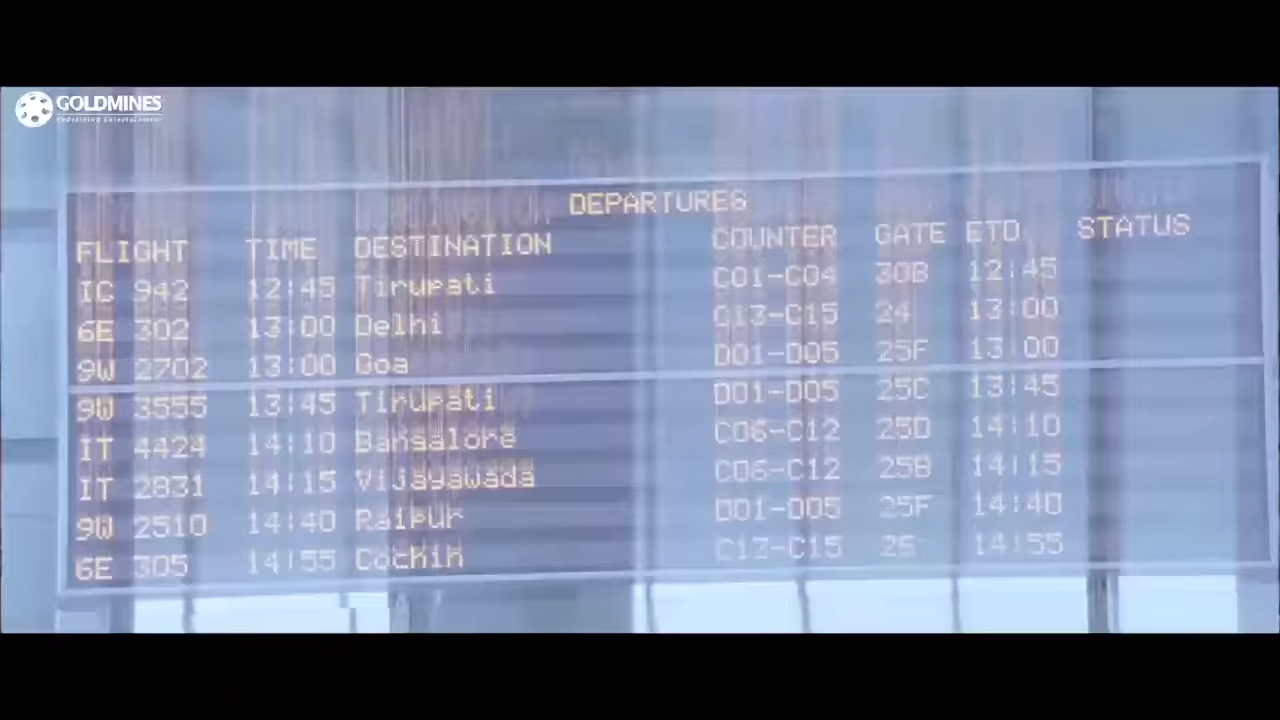 GOLDMINES
Redefining Entertainment
DEPARTURES
FLIGHT TIME DESTINATION COUNTER GATE ETD STATUS
IC 942 12:45 Tirupati C01-C04 30B 12:45
6E 302 13:00 Delhi C13-C15 24 13:00
9W 2702 13:00 Goa D01-D05 25F 13:00
9W 3555 13:45 Tirupati D01-D05 25C 13:45
IT 4424 14:10 Bangalore C06-C12 25D 14:10
IT 2831 14:15 Vijayawada C06-C12 25B 14:15
9W 2510 14:40 Raipur D01-D05 25F 14:40
6E 305 14:55 Cochin C13-C15 26 14:55